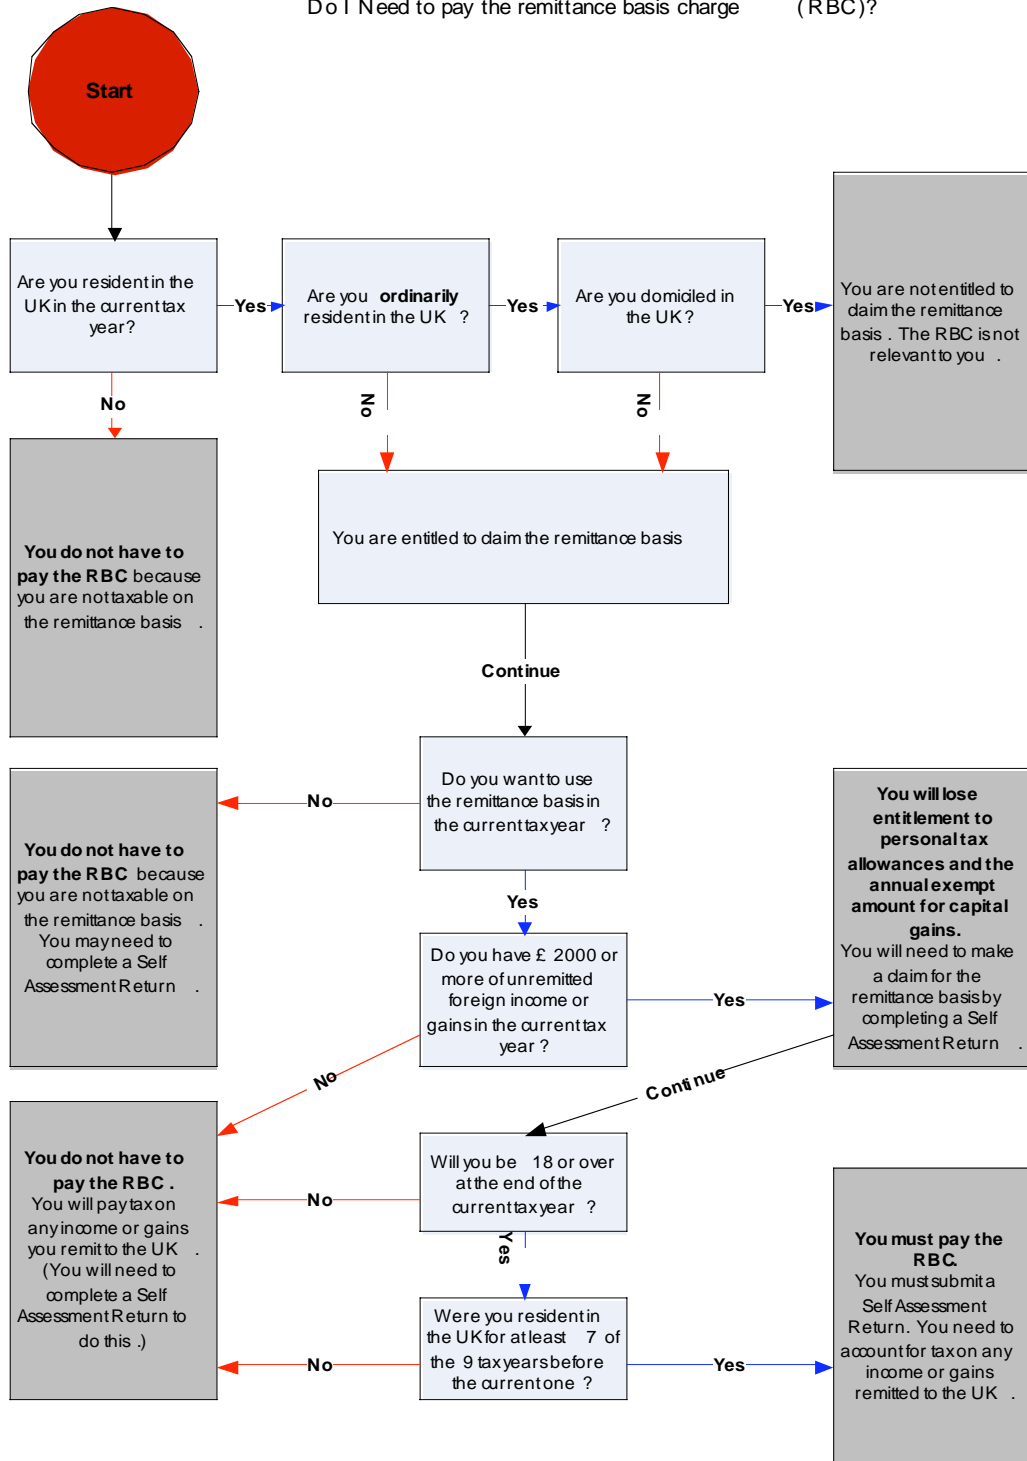 Do I Need to pay the remittance basis charge (RBC)?
Start
Are you resident in the
UK in the current tax
year?
Yes
Are you ordinarily
resident in the UK ?
Yes
Are you domiciled in
the UK?
Yes
You are not entitled to
claim the remittance
basis . The RBC is not
relevant to you .
No
No
No
You do not have to
pay the RBC because
you are not taxable on
the remittance basis .
You are entitled to claim the remittance basis
Continue
Do you want to use
the remittance basis in
the current tax year ?
No
You do not have to
pay the RBC because
you are not taxable on
the remittance basis .
You may need to
complete a Self
Assessment Return .
Yes
Do you have £ 2000 or
more of unremitted
foreign income or
gains in the current tax
year ?
Yes
You will lose
entitlement to
personal tax
allowances and the
annual exempt
amount for capital
gains.
You will need to make
a claim for the
remittance basis by
completing a Self
Assessment Return .
No
Continue
You do not have to
pay the RBC .
You will pay tax on
any income or gains
you remit to the UK .
(You will need to
complete a Self
Assessment Return to
do this .)
Will you be 18 or over
at the end of the
current tax year ?
No
Yes
Were you resident in
the UK for at least 7 of
the 9 tax years before
the current one ?
No
Yes
You must pay the
RBC.
You must submit a
Self Assessment
Return. You need to
account for tax on any
income or gains
remitted to the UK .